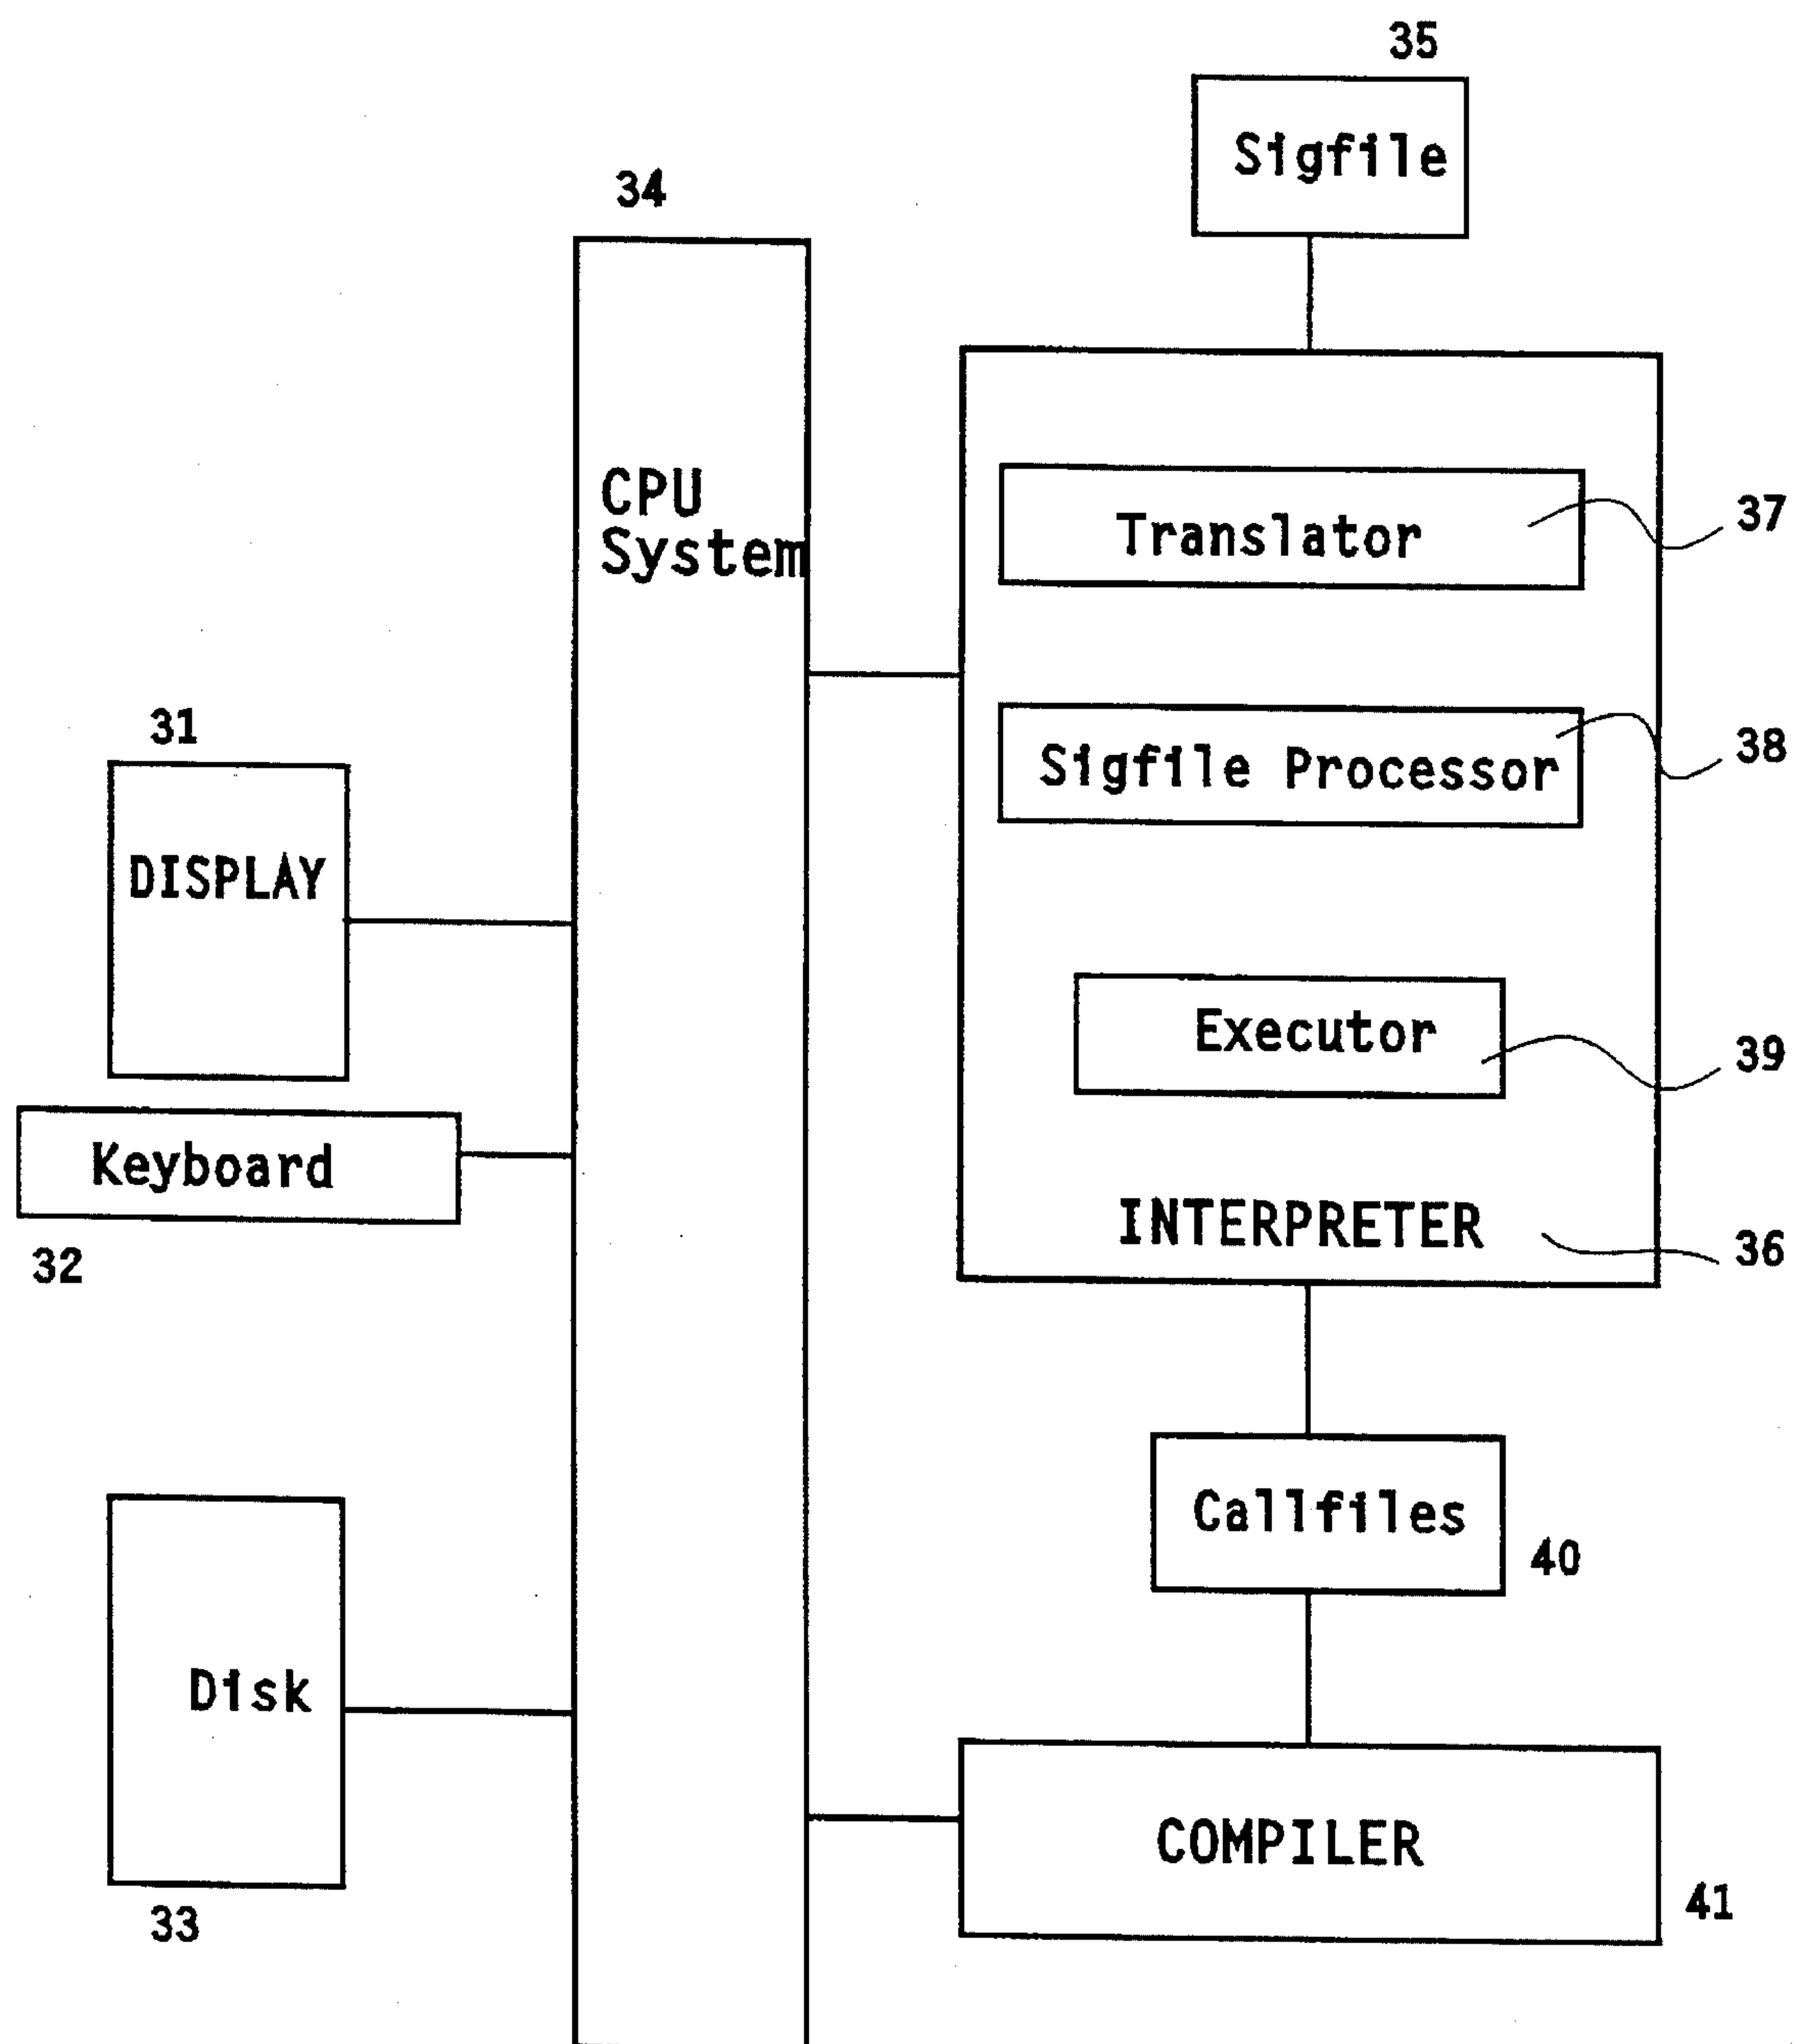 35
Sigfile
34
CPU
System
Translator
37
31
Sigfile Processor
38
DISPLAY
Executor
39
Keyboard
32
INTERPRETER
36
Callfiles
40
Disk
33
COMPILER
41